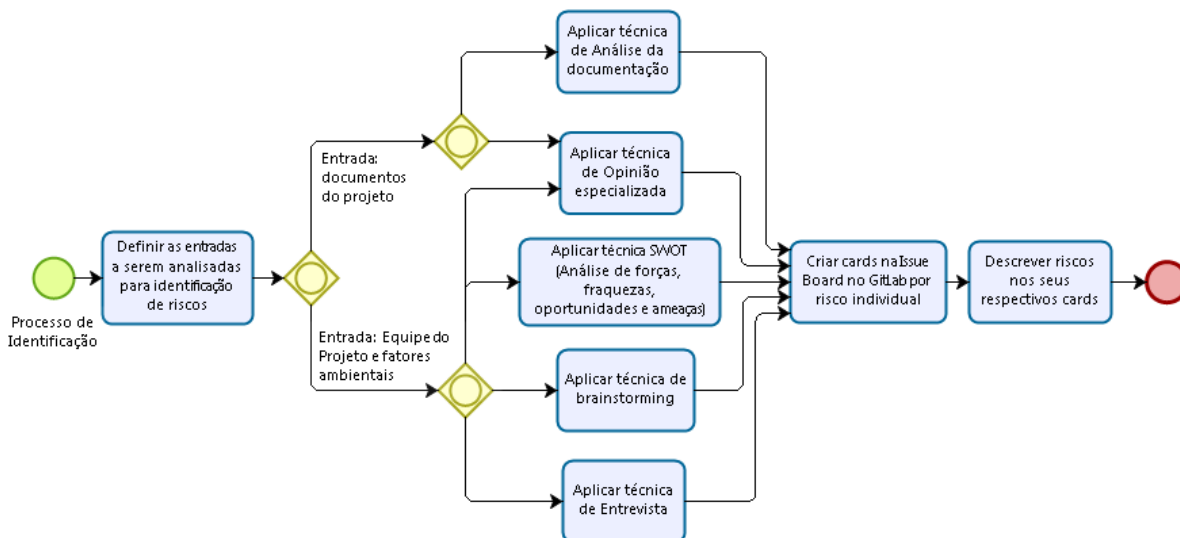 Processo de
Identificação
Definir as entradas
a serem analisadas
para identificação
de riscos
Entrada:
documentos
do projeto
Entrada: Equipe do
Projeto e fatores
ambientais
Aplicar técnica
de Análise da
documentação
Aplicar técnica
de Opinião
especializada
Aplicar técnica SWOT
(Análise de forças,
fraquezas,
oportunidades e ameaças)
Aplicar técnica de
brainstorming
Aplicar técnica
de Entrevista
Criar cards na Issue
Board no GitLab por
risco individual
Descrever riscos
nos seus
respectivos cards